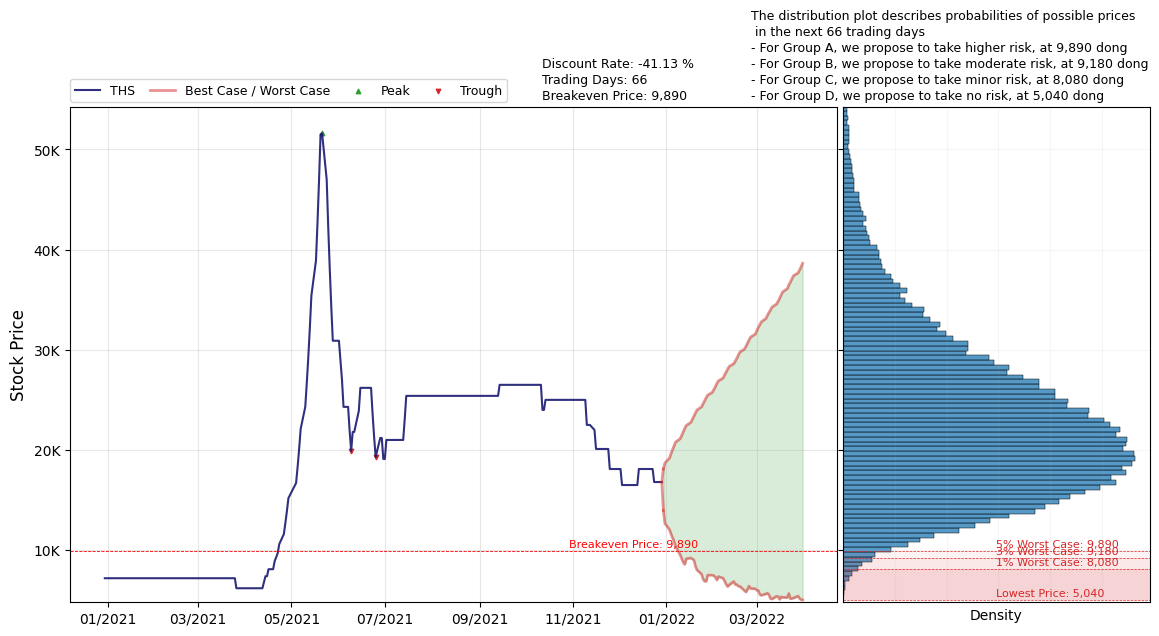 The distribution plot describes probabilities of possible prices
in the next 66 trading days
- For Group A, we propose to take higher risk, at 9,890 dong
- For Group B, we propose to take moderate risk, at 9,180 dong
- For Group C, we propose to take minor risk, at 8,080 dong
- For Group D, we propose to take no risk, at 5,040 dong
Discount Rate: -41.13 %
Trading Days: 66
Breakeven Price: 9,890
THS
Best Case / Worst Case
Peak
Trough
Stock Price
50K
40K
30K
20K
10K
Breakeven Price: 9,890
5% Worst Case: 9,890
3% Worst Case: 9,180
1% Worst Case: 8,080
Lowest Price: 5,040
01/2021
03/2021
05/2021
07/2021
09/2021
11/2021
01/2022
03/2022
Density